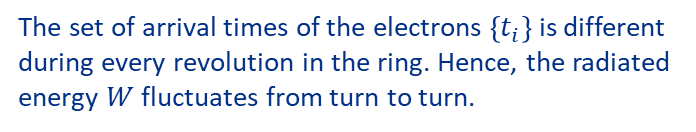 The set of arrival times of the electrons {tᵢ} is different
during every revolution in the ring. Hence, the radiated
energy W fluctuates from turn to turn.